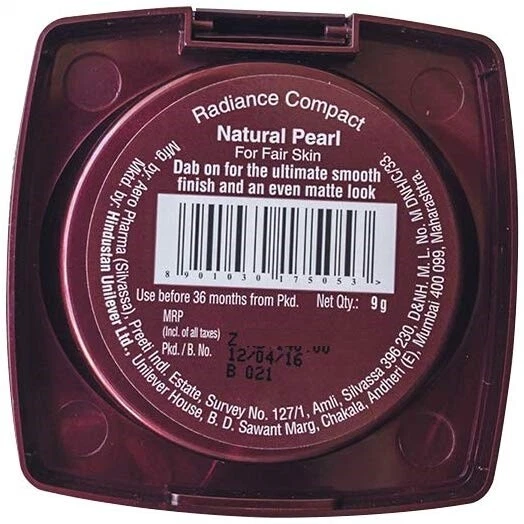 Radiance Compact
Natural Pearl
For Fair Skin
Dab on for the ultimate smooth
finish and an even matte look
8 901030 175053 >
Use before 36 months from Pkd. Net Qty.: 9 g
MRP
(Incl. of all taxes)
Pkd. / B. No.
Z
12/04/16
B 021
Mfg by: Aero Pharma (Silvassa), Preeti Indl. Estate, Survey No. 127/1, Amli, Silvassa 396 230, D&NH. M. L. No. M DNH/C/33.
Mktd. by: Hindustan Unilever Ltd., Unilever House, B. D. Sawant Marg, Chakala, Andheri (E), Mumbai 400 099. Maharashtra